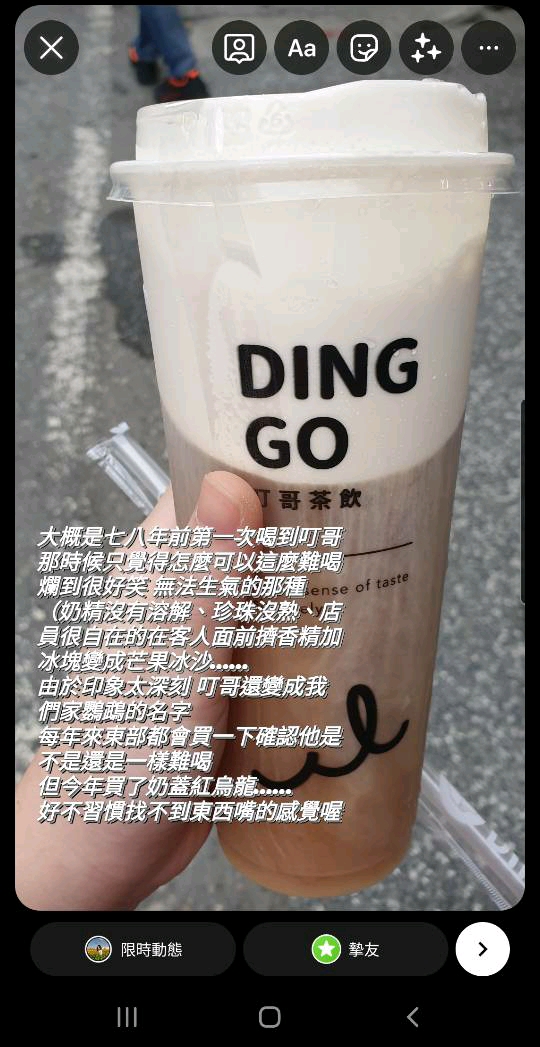 Aa
DING
GO
叮哥茶飲
sense of taste
大概是七八年前第一次喝到叮哥
那時候只覺得怎麼可以這麼難喝
爛到很好笑 無法生氣的那種
（奶精沒有溶解、珍珠沒熟、店
員很自在的在客人面前擠香精加
冰塊變成芒果冰沙......
由於印象太深刻 叮哥還變成我
們家鸚鵡的名字
每年來東部都會買一下確認他是
不是還是一樣難喝
但今年買了奶蓋紅烏龍......
好不習慣找不到東西嘴的感覺喔
限時動態
摯友